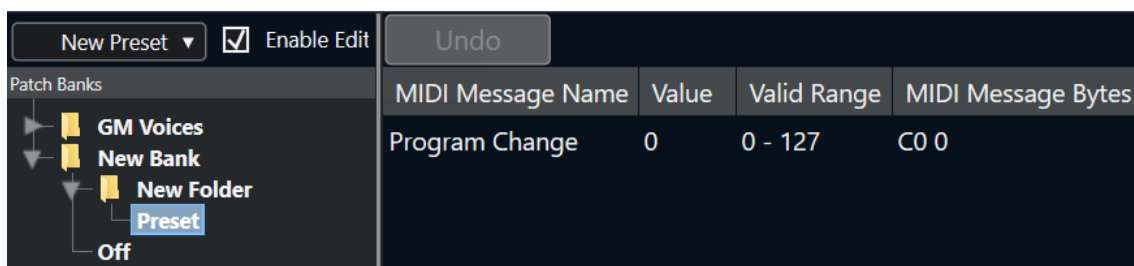 New Preset ▼ Enable Edit Undo
Patch Banks
MIDI Message Name Value Valid Range MIDI Message Bytes
GM Voices
Program Change 0 0 - 127 C0 0
New Bank
New Folder
Preset
Off